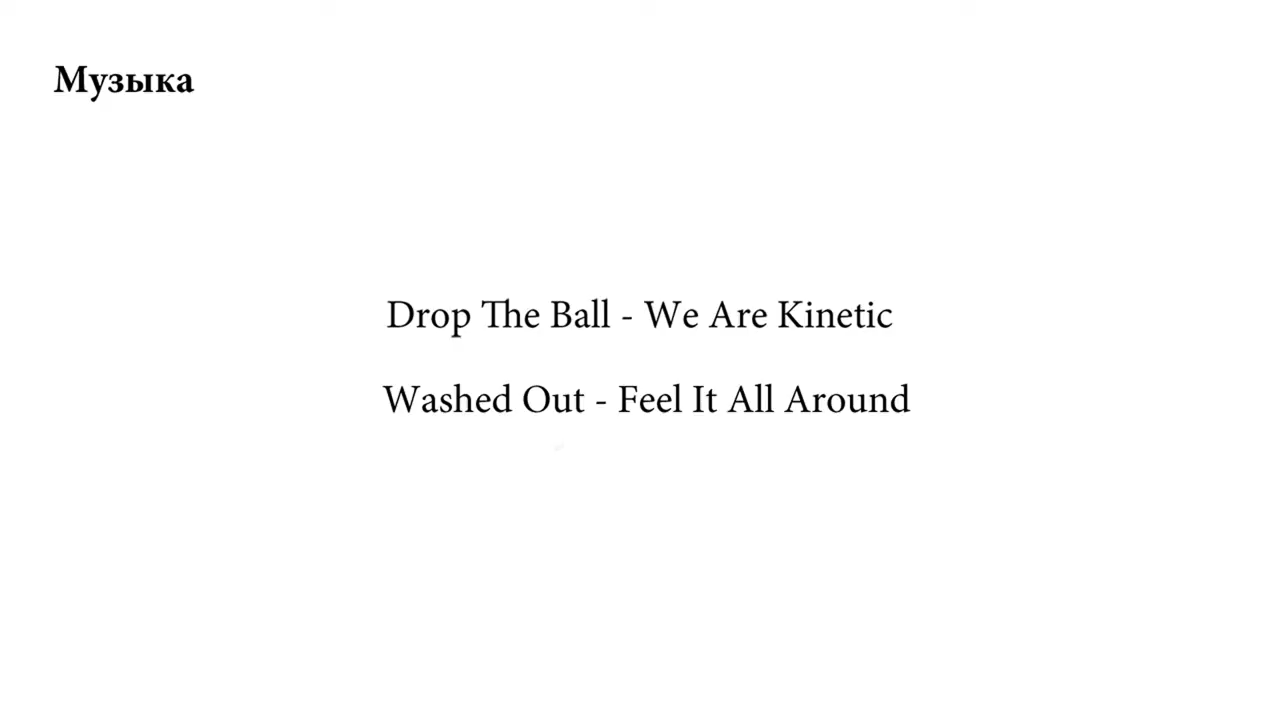 Музыка
Drop The Ball - We Are Kinetic
Washed Out - Feel It All Around